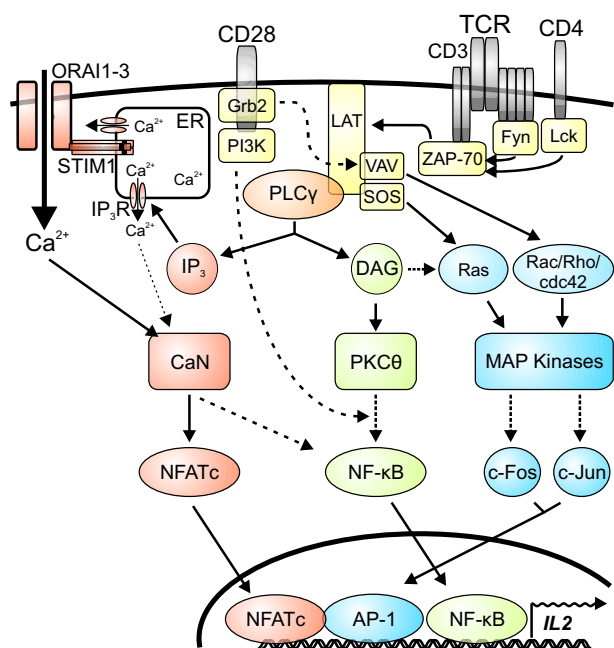 CD28
TCR
CD4
CD3
ORAI1-3
Grb2
LAT
ER
Ca²⁺
PI3K
Fyn
Lck
STIM1
VAV
ZAP-70
Ca²⁺
Ca²⁺
PLCγ
SOS
IP₃R
Ca²⁺
Ca²⁺
IP₃
DAG
Ras
Rac/Rho/
cdc42
CaN
PKCθ
MAP Kinases
NFATc
NF-κB
c-Fos
c-Jun
NFATc
AP-1
NF-κB
IL2